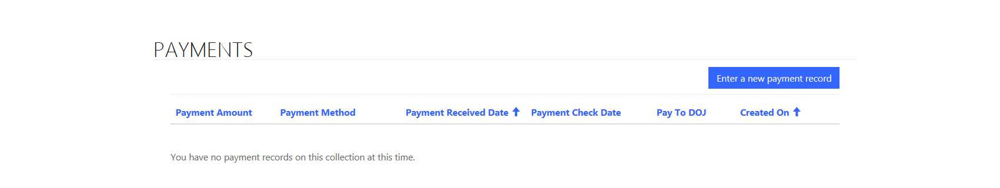 PAYMENTS
Enter a new payment record
Payment Amount Payment Method Payment Received Date Payment Check Date Pay To DOJ Created On
You have no payment records on this collection at this time.